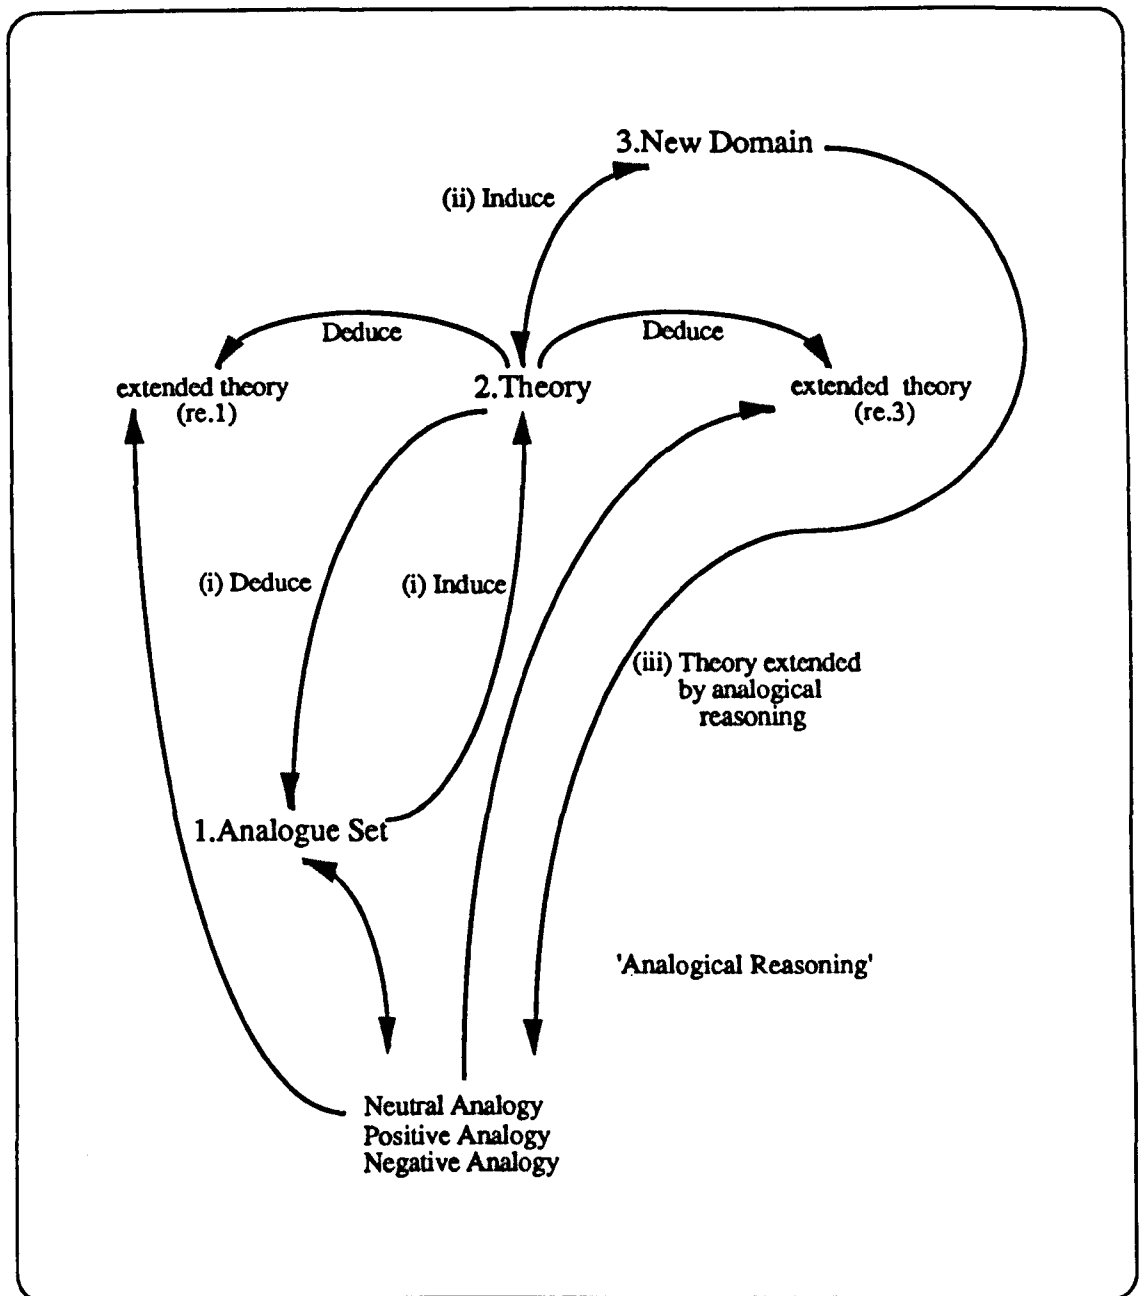 3.New Domain
(ii) Induce
Deduce
Deduce
extended theory
(re.1)
2.Theory
extended theory
(re.3)
(i) Deduce
(i) Induce
(iii) Theory extended
by analogical
reasoning
1.Analogue Set
'Analogical Reasoning'
Neutral Analogy
Positive Analogy
Negative Analogy